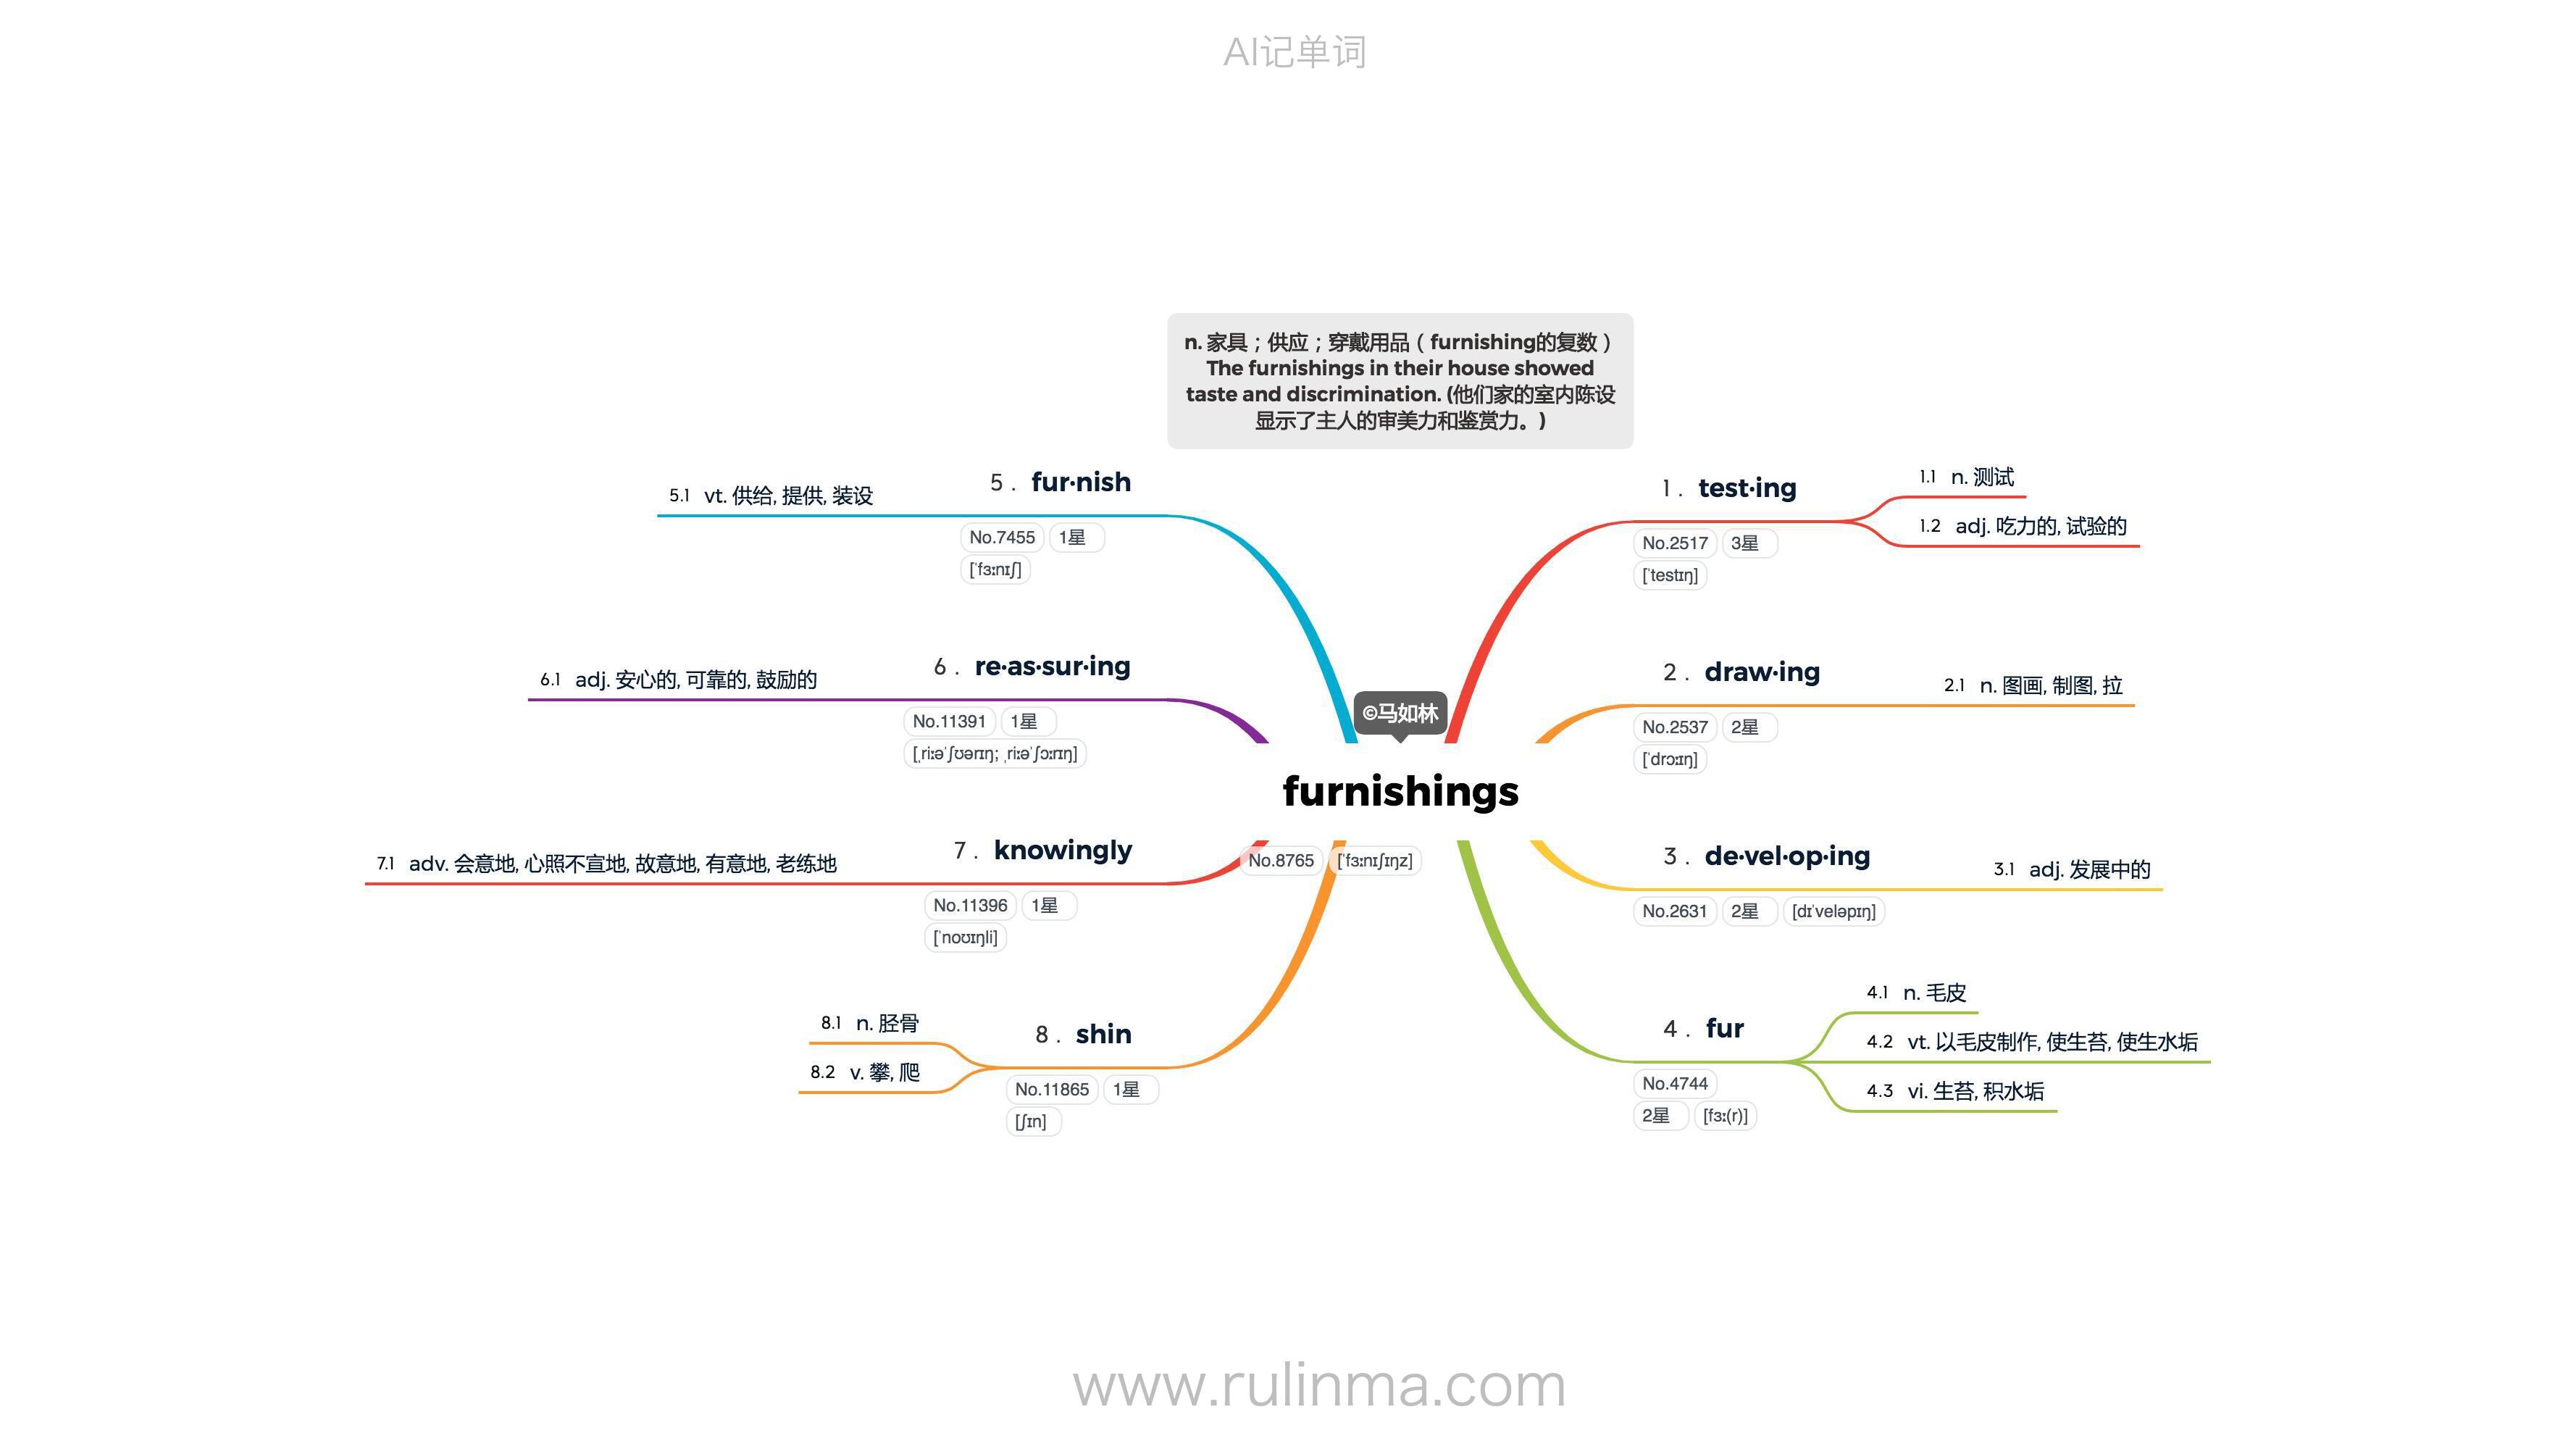 AI记单词
n. 家具；供应；穿戴用品（furnishing的复数）
The furnishings in their house showed
taste and discrimination. (他们家的室内陈设
显示了主人的审美力和鉴赏力。)
©马如林
furnishings
No.8765 ['fɜːnɪʃɪŋz]
1 . test·ing
No.2517 3星
['testɪŋ]
1.1 n. 测试
1.2 adj. 吃力的, 试验的
2 . draw·ing
No.2537 2星
['drɔːɪŋ]
2.1 n. 图画, 制图, 拉
3 . de·vel·op·ing
No.2631 2星 [dɪ'veləpɪŋ]
3.1 adj. 发展中的
4 . fur
No.4744
2星 [fɜː(r)]
4.1 n. 毛皮
4.2 vt. 以毛皮制作, 使生苔, 使生水垢
4.3 vi. 生苔, 积水垢
5 . fur·nish
No.7455 1星
['fɜːnɪʃ]
5.1 vt. 供给, 提供, 装设
6 . re·as·sur·ing
No.11391 1星
[ˌriːə'ʃʊərɪŋ; ˌriːə'ʃɔːrɪŋ]
6.1 adj. 安心的, 可靠的, 鼓励的
7 . knowingly
No.11396 1星
['noʊɪŋli]
7.1 adv. 会意地, 心照不宣地, 故意地, 有意地, 老练地
8 . shin
No.11865 1星
[ʃɪn]
8.1 n. 胫骨
8.2 v. 攀, 爬
www.rulinma.com